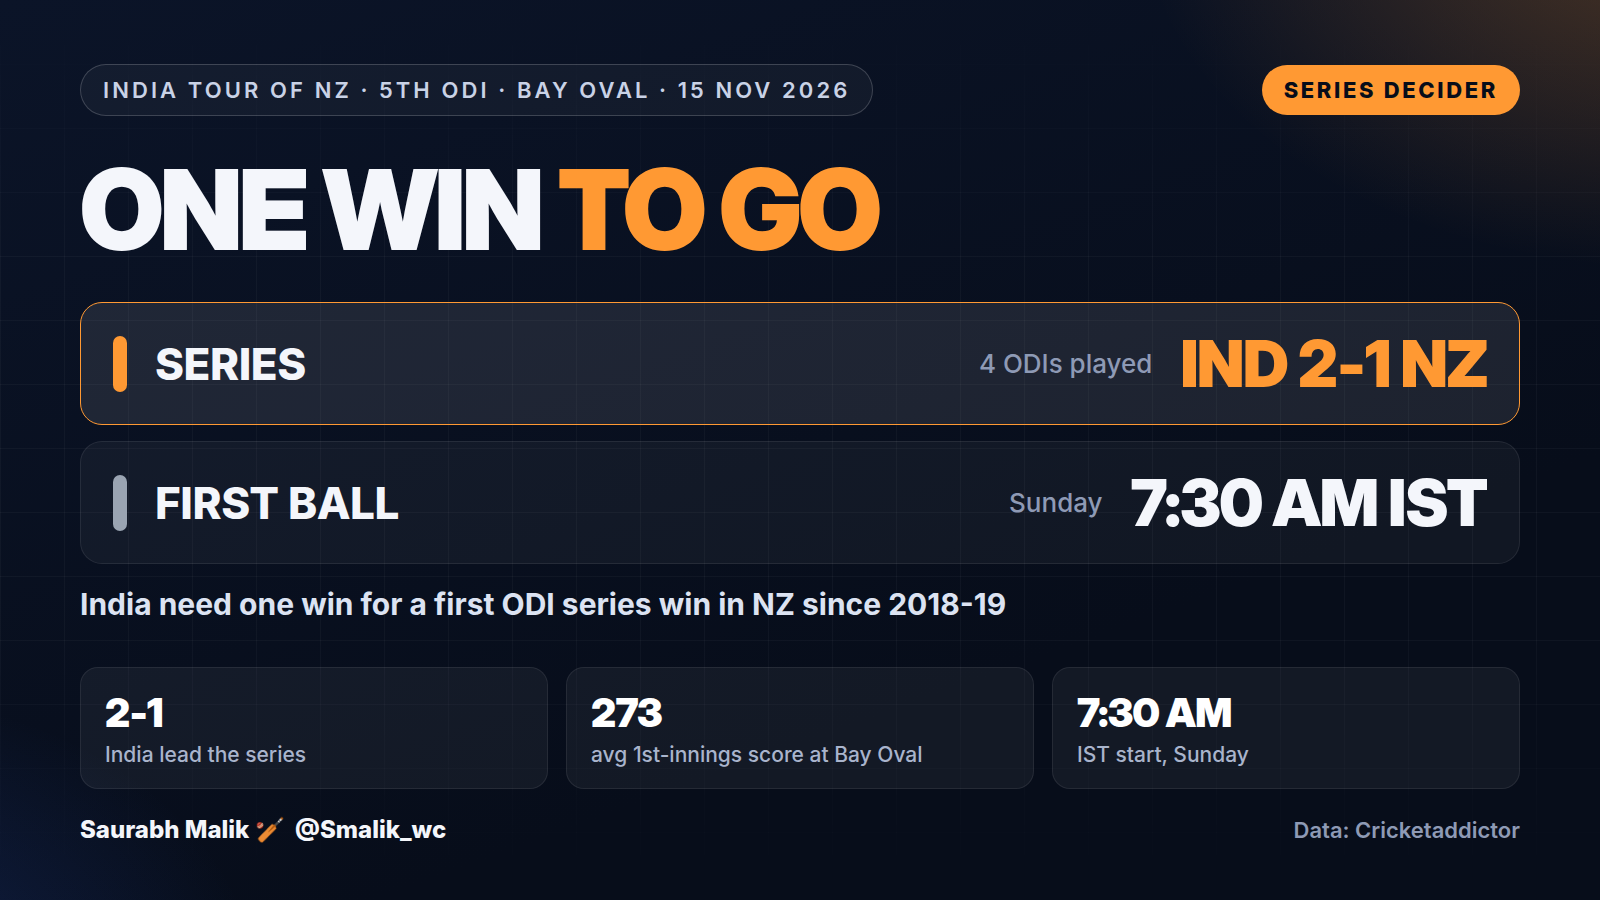 INDIA TOUR OF NZ · 5TH ODI · BAY OVAL · 15 NOV 2026
SERIES DECIDER
ONE WIN TO GO
SERIES
4 ODIs played
IND 2-1 NZ
FIRST BALL
Sunday
7:30 AM IST
India need one win for a first ODI series win in NZ since 2018-19
2-1
India lead the series
273
avg 1st-innings score at Bay Oval
7:30 AM
IST start, Sunday
Saurabh Malik 🏏 @Smalik_wc
Data: Cricketaddictor